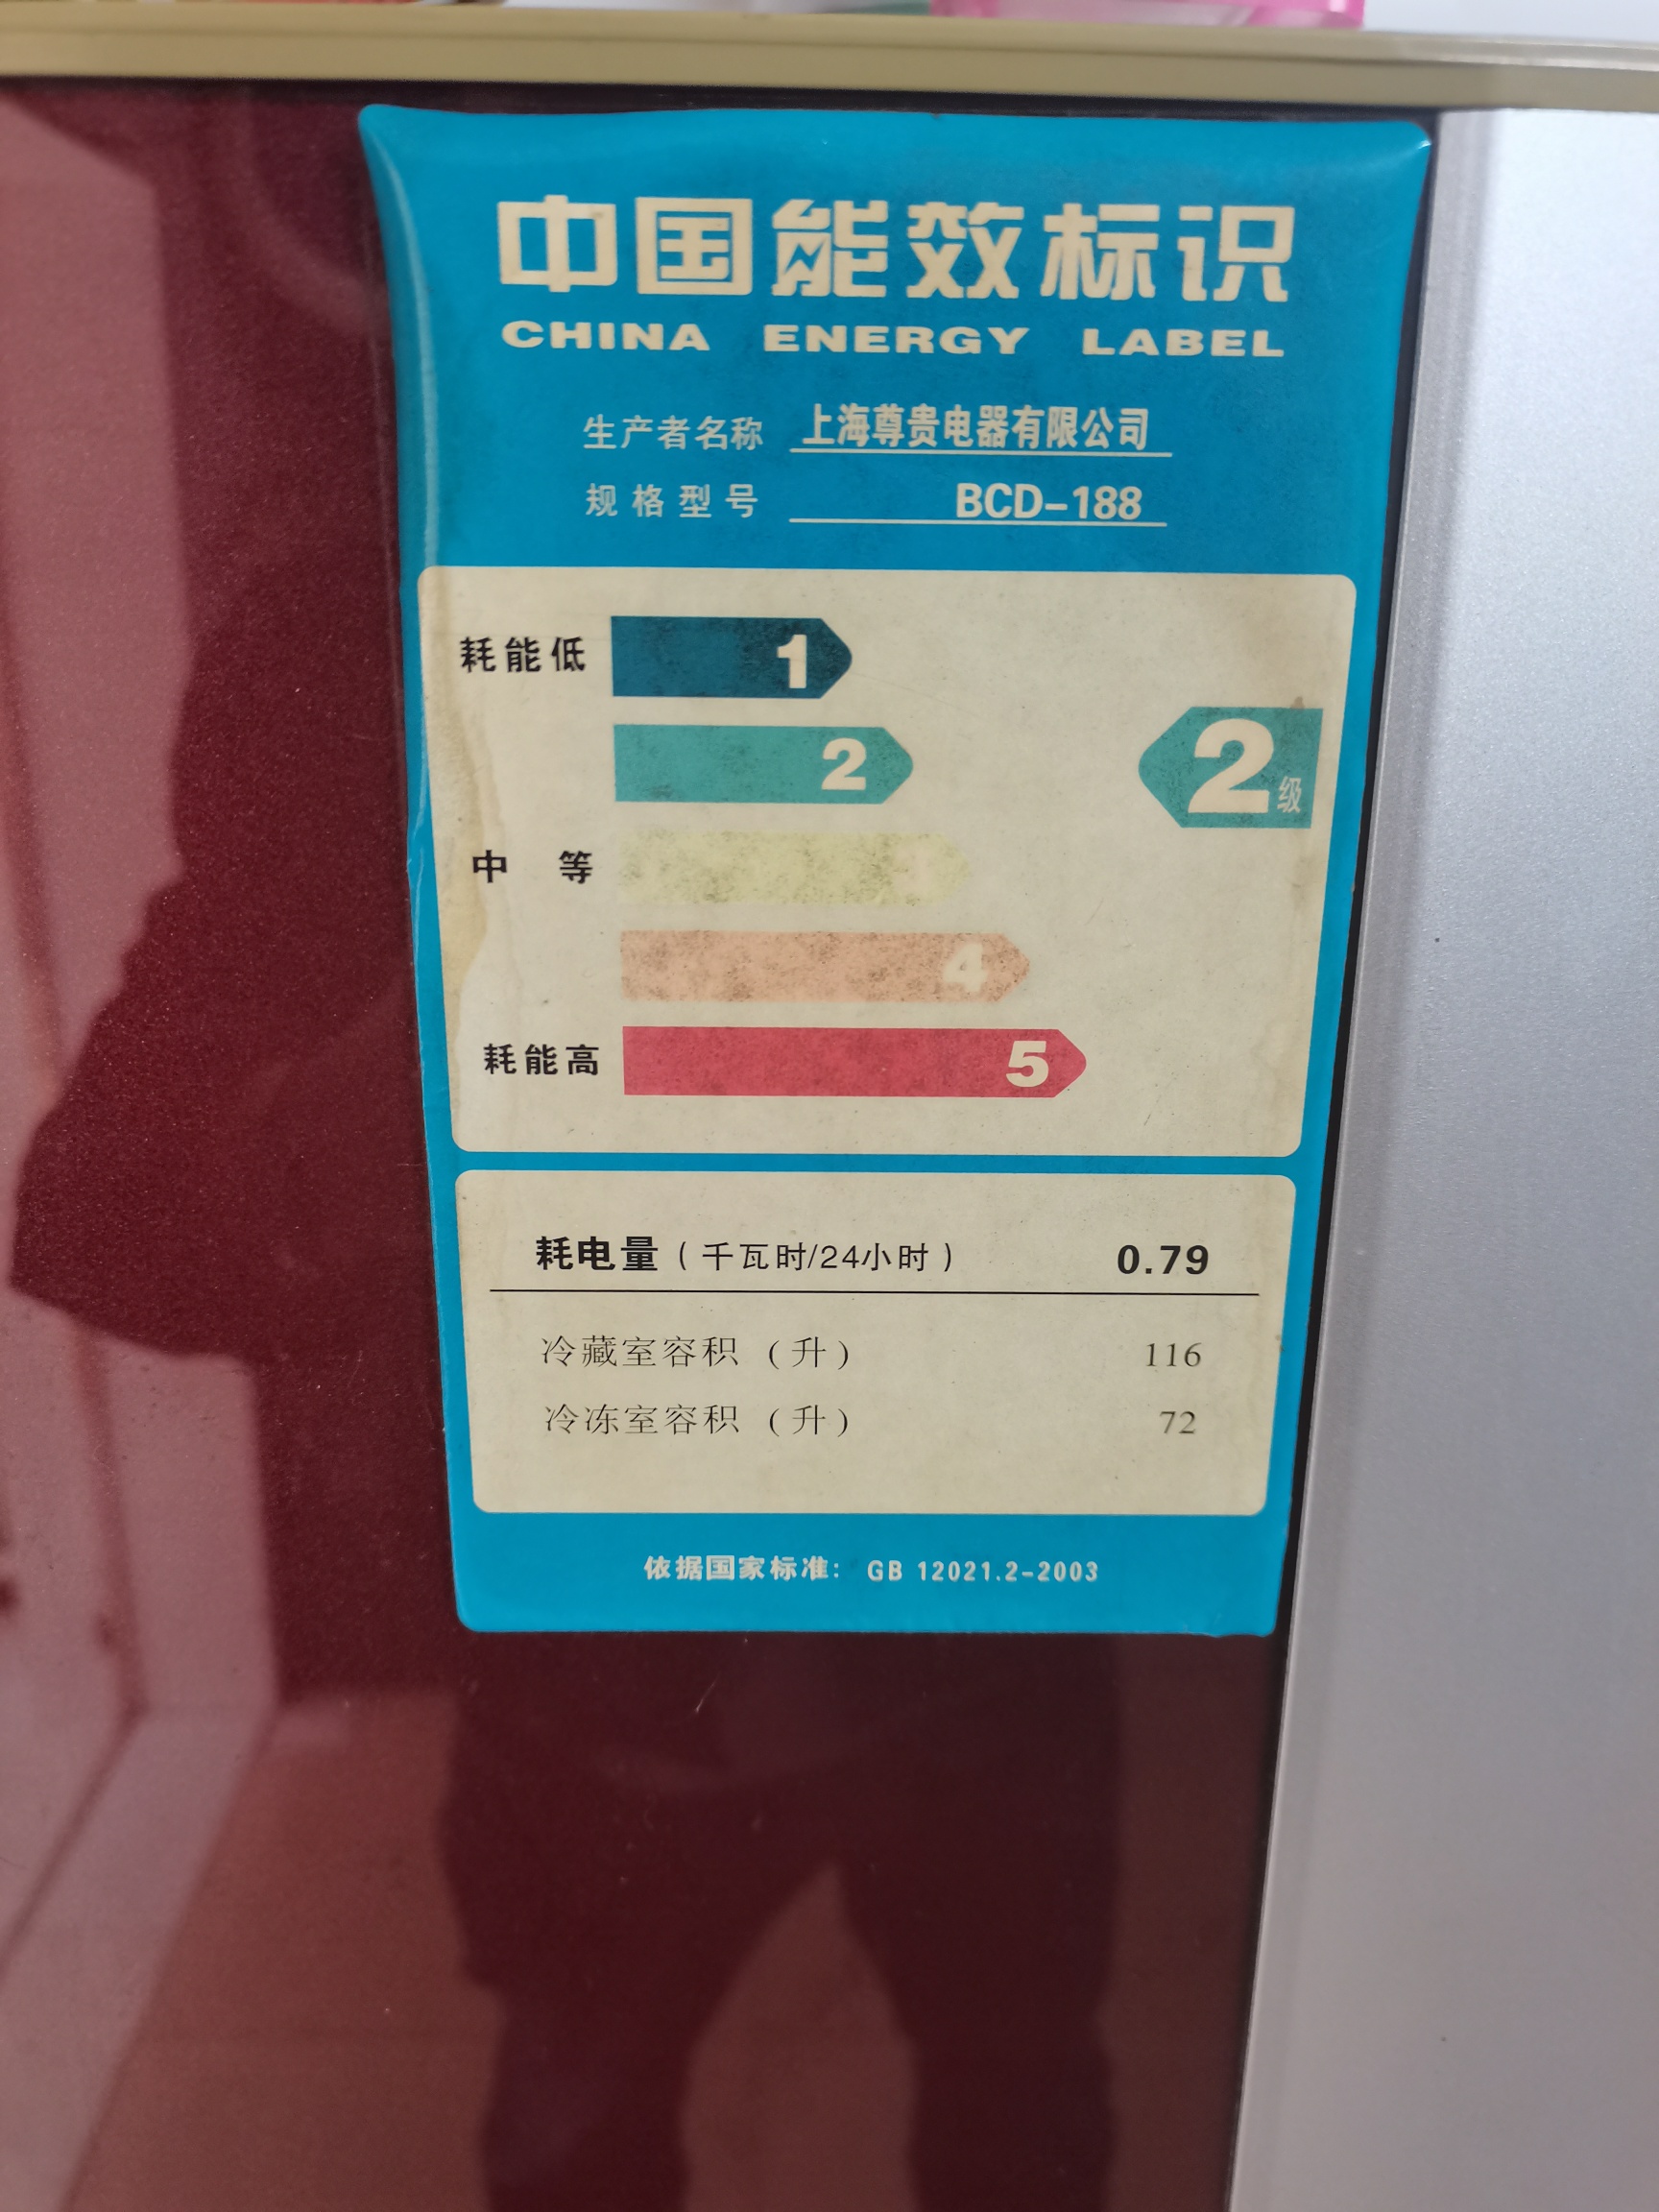 中国能效标识
CHINA ENERGY LABEL
生产者名称 上海尊贵电器有限公司
规格型号 BCD-188
耗能低 1
2 2级
中等 3
4
耗能高 5
耗电量(千瓦时/24小时) 0.79
冷藏室容积(升) 116
冷冻室容积(升) 72
依据国家标准: GB 12021.2-2003